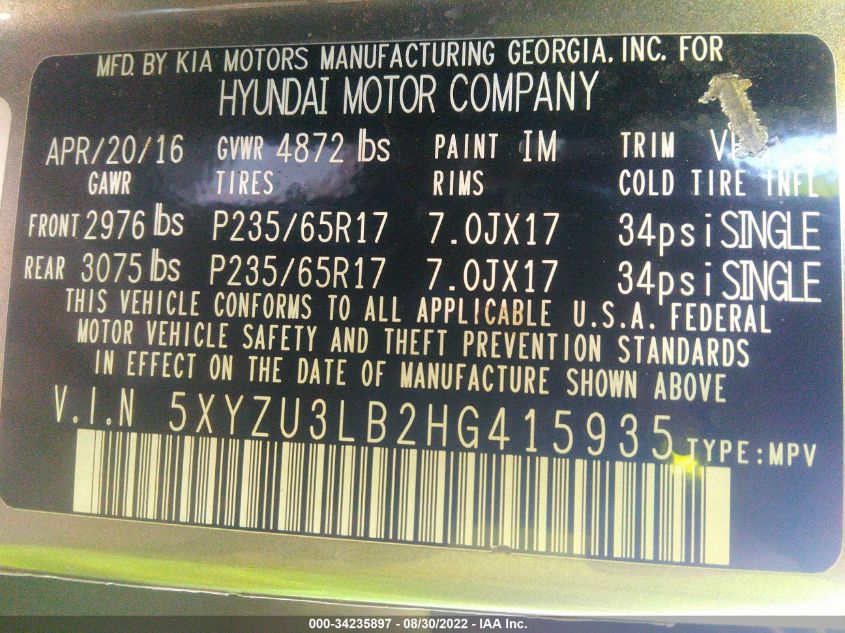 MFD. BY KIA MOTORS MANUFACTURING GEORGIA, INC. FOR
HYUNDAI MOTOR COMPANY
APR/20/16 GVWR 4872 lbs PAINT IM TRIM
GAWR TIRES RIMS COLD TIRE INFL
FRONT 2976 lbs P235/65R17 7.0JX17 34psi SINGLE
REAR 3075 lbs P235/65R17 7.0JX17 34psi SINGLE
THIS VEHICLE CONFORMS TO ALL APPLICABLE U.S.A. FEDERAL
MOTOR VEHICLE SAFETY AND THEFT PREVENTION STANDARDS
IN EFFECT ON THE DATE OF MANUFACTURE SHOWN ABOVE
V.I.N 5XYZU3LB2HG415935 TYPE:MPV
000-34235897 - 08/30/2022 - IAA Inc.